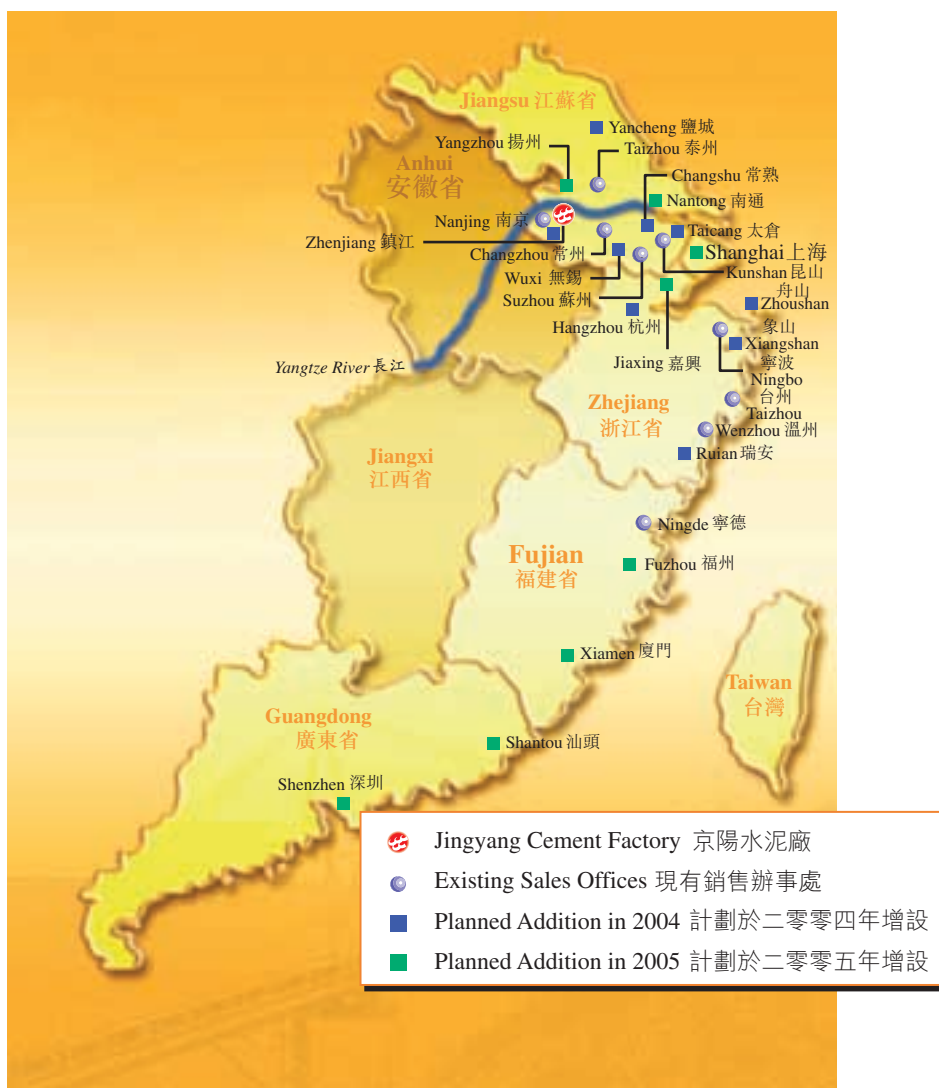 Jiangsu 江蘇省
Yancheng 鹽城
Yangzhou 揚州
Taizhou 泰州
Anhui
安徽省
Changshu 常熟
Nantong 南通
Nanjing 南京
Taicang 太倉
Zhenjiang 鎮江
Changzhou 常州
Shanghai 上海
Wuxi 無錫
Kunshan 昆山
Suzhou 蘇州
舟山
Zhoushan
Hangzhou 杭州
象山
Xiangshan
Jiaxing 嘉興
Yangtze River 長江
寧波
Ningbo
台州
Taizhou
Zhejiang
浙江省
Wenzhou 溫州
Ruian 瑞安
Jiangxi
江西省
Ningde 寧德
Fujian
福建省
Fuzhou 福州
Xiamen 廈門
Taiwan
台灣
Guangdong
廣東省
Shantou 汕頭
Shenzhen 深圳
Jingyang Cement Factory 京陽水泥廠
Existing Sales Offices 現有銷售辦事處
Planned Addition in 2004 計劃於二零零四年增設
Planned Addition in 2005 計劃於二零零五年增設